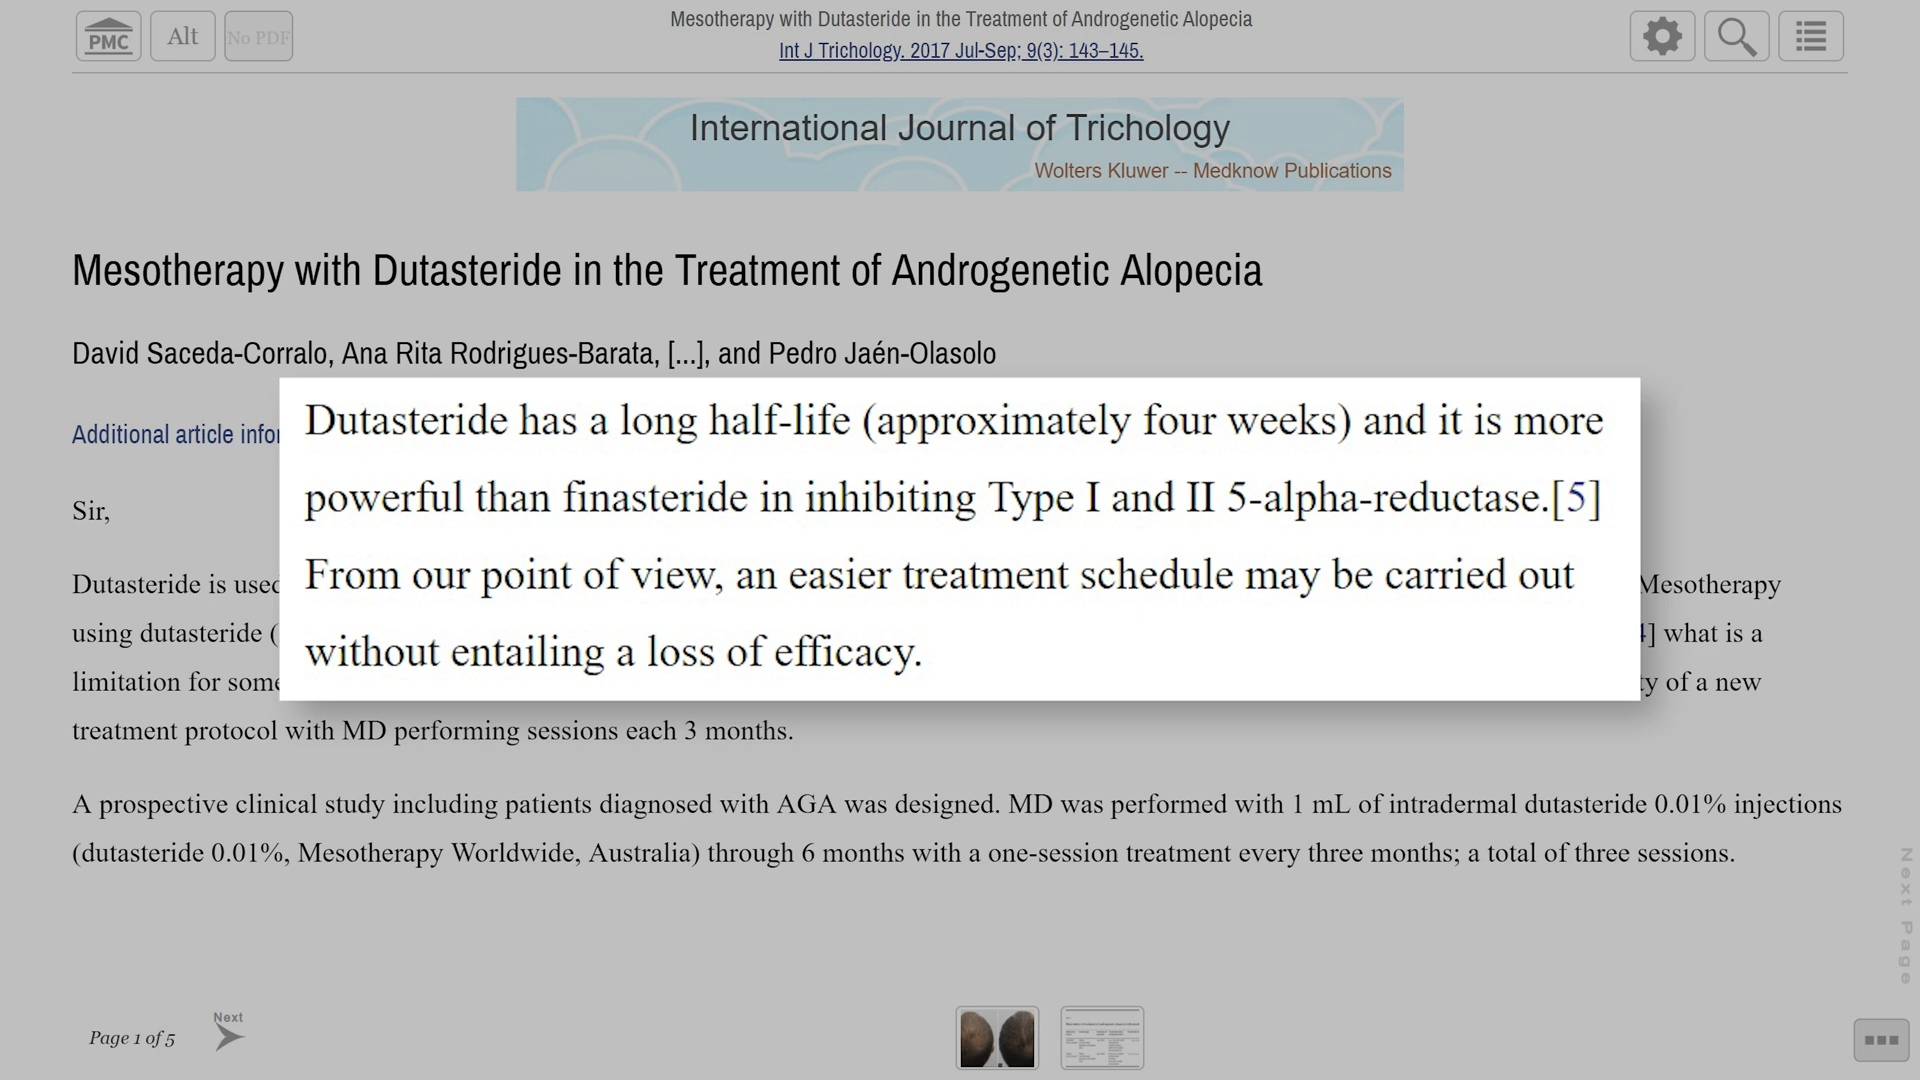 PMC
Alt
No PDF
Mesotherapy with Dutasteride in the Treatment of Androgenetic Alopecia
Int J Trichology. 2017 Jul-Sep; 9(3): 143–145.
International Journal of Trichology
Wolters Kluwer -- Medknow Publications
Mesotherapy with Dutasteride in the Treatment of Androgenetic Alopecia
David Saceda-Corralo, Ana Rita Rodrigues-Barata, [...], and Pedro Jaén-Olasolo
Additional article
Dutasteride has a long half-life (approximately four weeks) and it is more
powerful than finasteride in inhibiting Type I and II 5-alpha-reductase.[5]
From our point of view, an easier treatment schedule may be carried out
without entailing a loss of efficacy.
Sir,
Dutasteride is used Mesotherapy
using dutasteride ( 4] what is a
limitation for some of a new
treatment protocol with MD performing sessions each 3 months.
A prospective clinical study including patients diagnosed with AGA was designed. MD was performed with 1 mL of intradermal dutasteride 0.01% injections
(dutasteride 0.01%, Mesotherapy Worldwide, Australia) through 6 months with a one-session treatment every three months; a total of three sessions.
Next Page
Page 1 of 5
Next